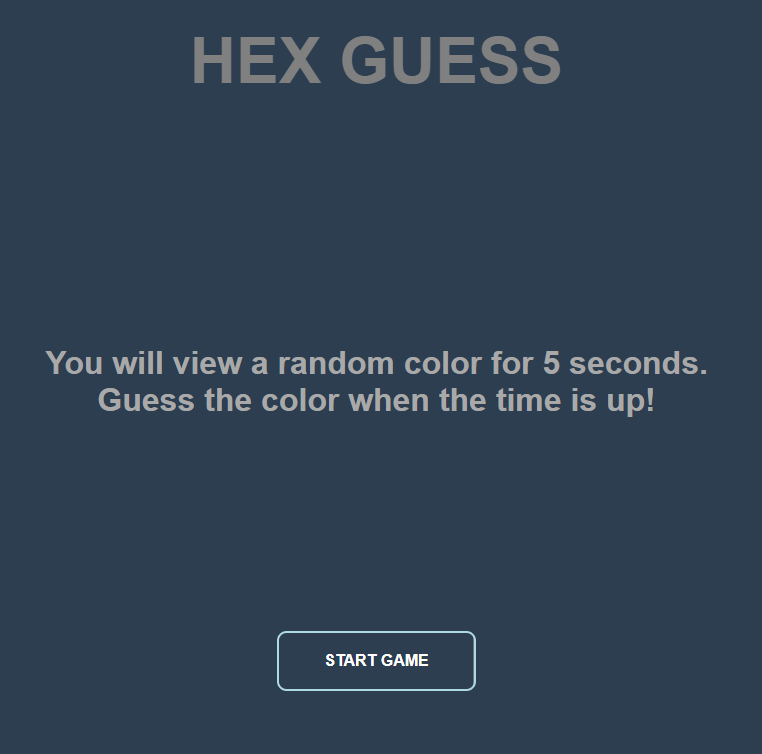 HEX GUESS
You will view a random color for 5 seconds.
Guess the color when the time is up!
START GAME